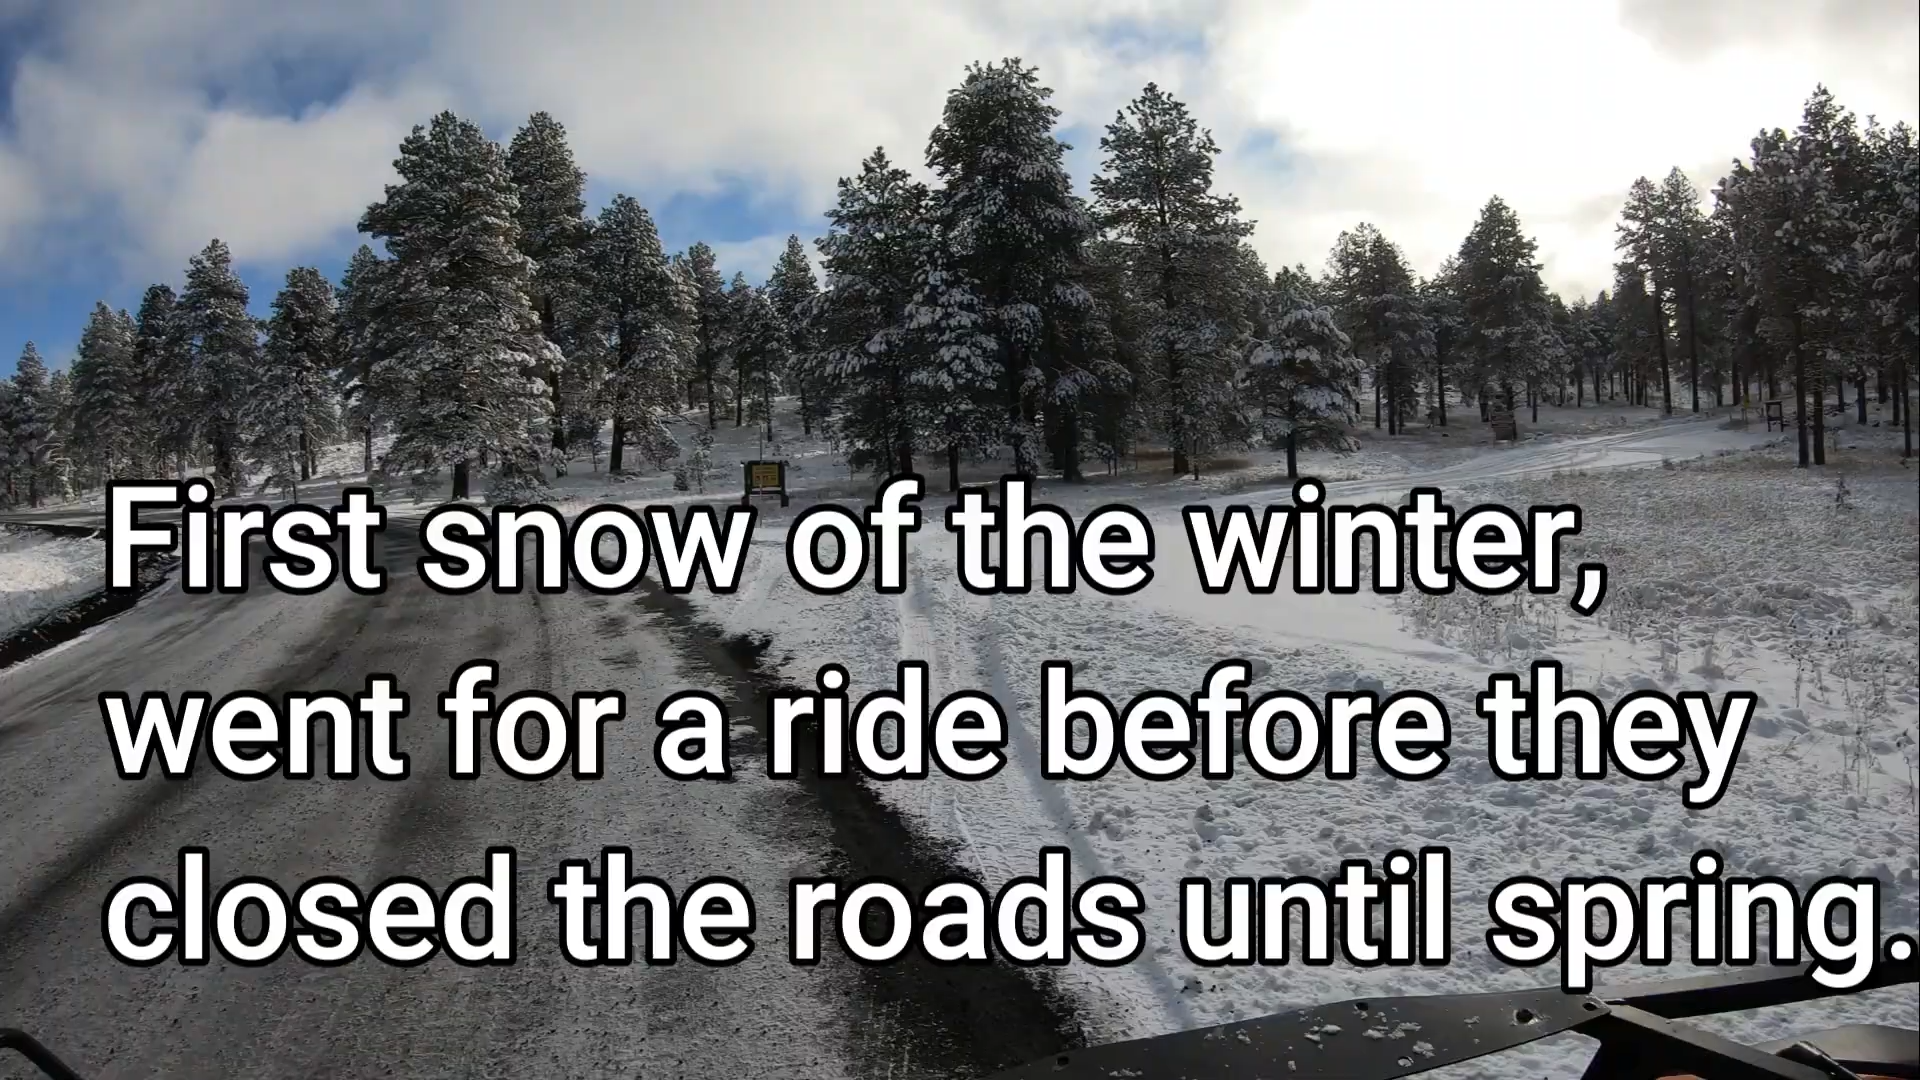 First snow of the winter,
went for a ride before they
closed the roads until spring.